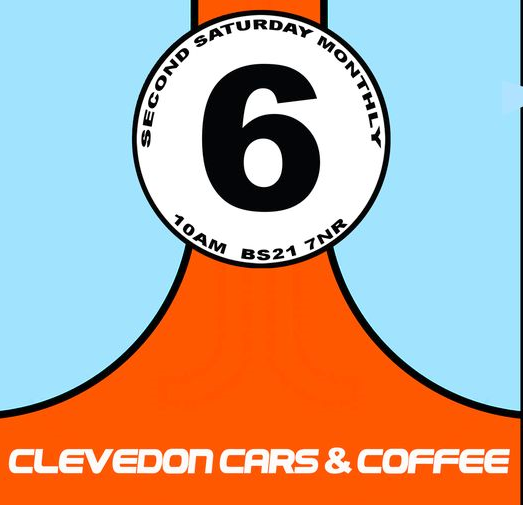 SECOND SATURDAY MONTHLY
6
10AM BS21 7NR
CLEVEDON CARS & COFFEE